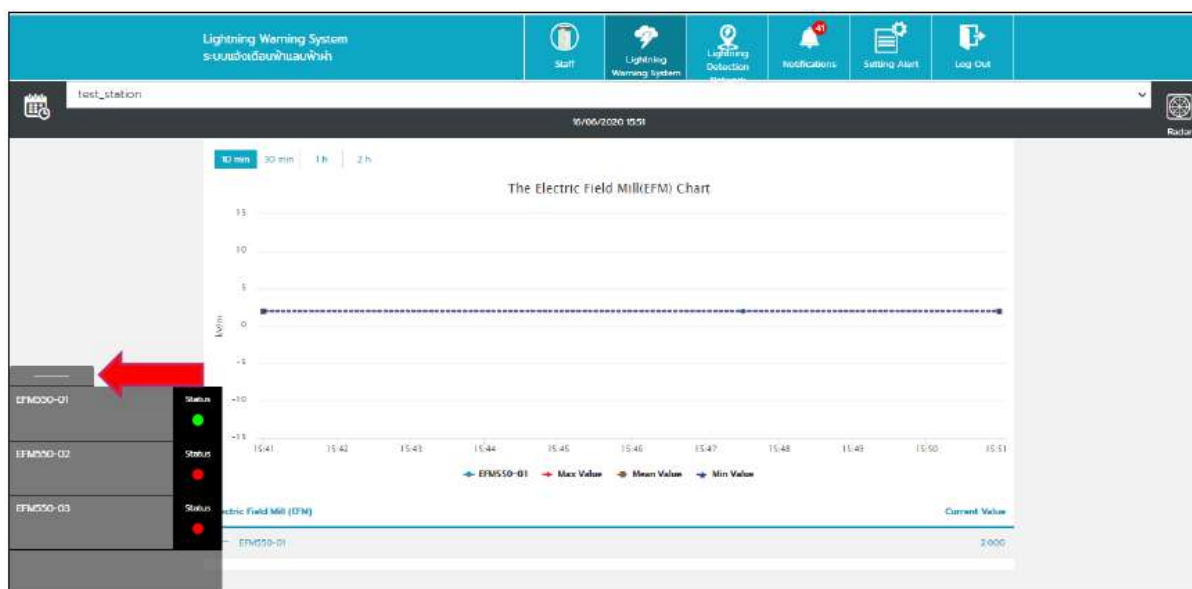 Lightning Warning System
ระบบแจ้งเตือนฟ้าแลบฟ้าผ่า
Staff
Lightning
Warning System
Lightning
Detection
Network
41
Notifications
Setting Alert
Log Out
test_station
Radar
16/06/2020 15:51
10 min 30 min 1 h 2 h
The Electric Field Mill(EFM) Chart
kV/m
15
10
5
0
-5
-10
-15
15:41 15:42 15:43 15:44 15:45 15:46 15:47 15:48 15:49 15:50 15:51
EFM550-01 Max Value Mean Value Min Value
EFM550-01 Status
EFM550-02 Status
EFM550-03 Status
ectric Field Mill (EFM) Current Value
EFM550-01 2.000